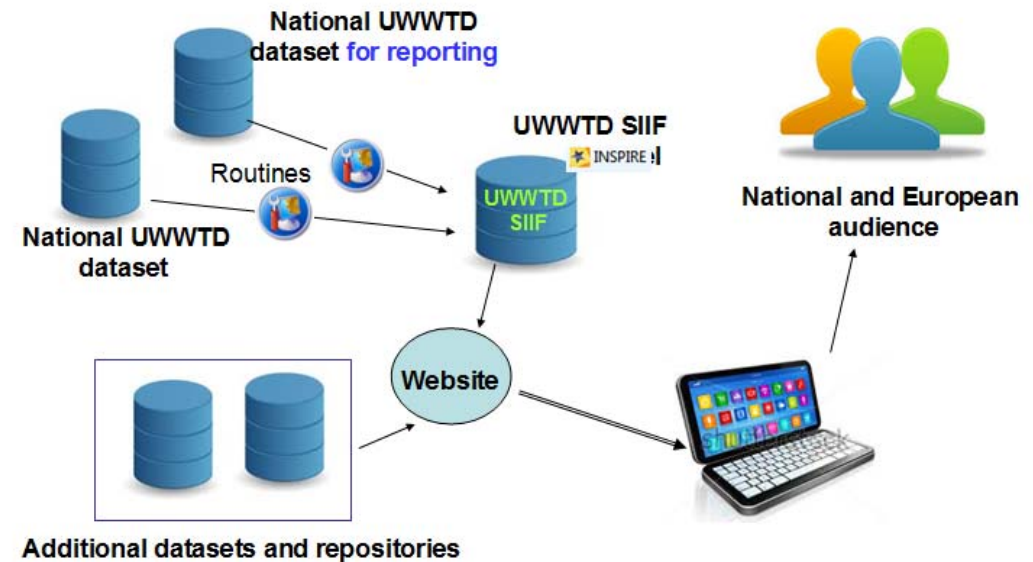 National UWWTD
dataset for reporting
UWWTD SIIF
INSPIRE
Routines
UWWTD
SIIF
National UWWTD
dataset
National and European
audience
Website
Additional datasets and repositories